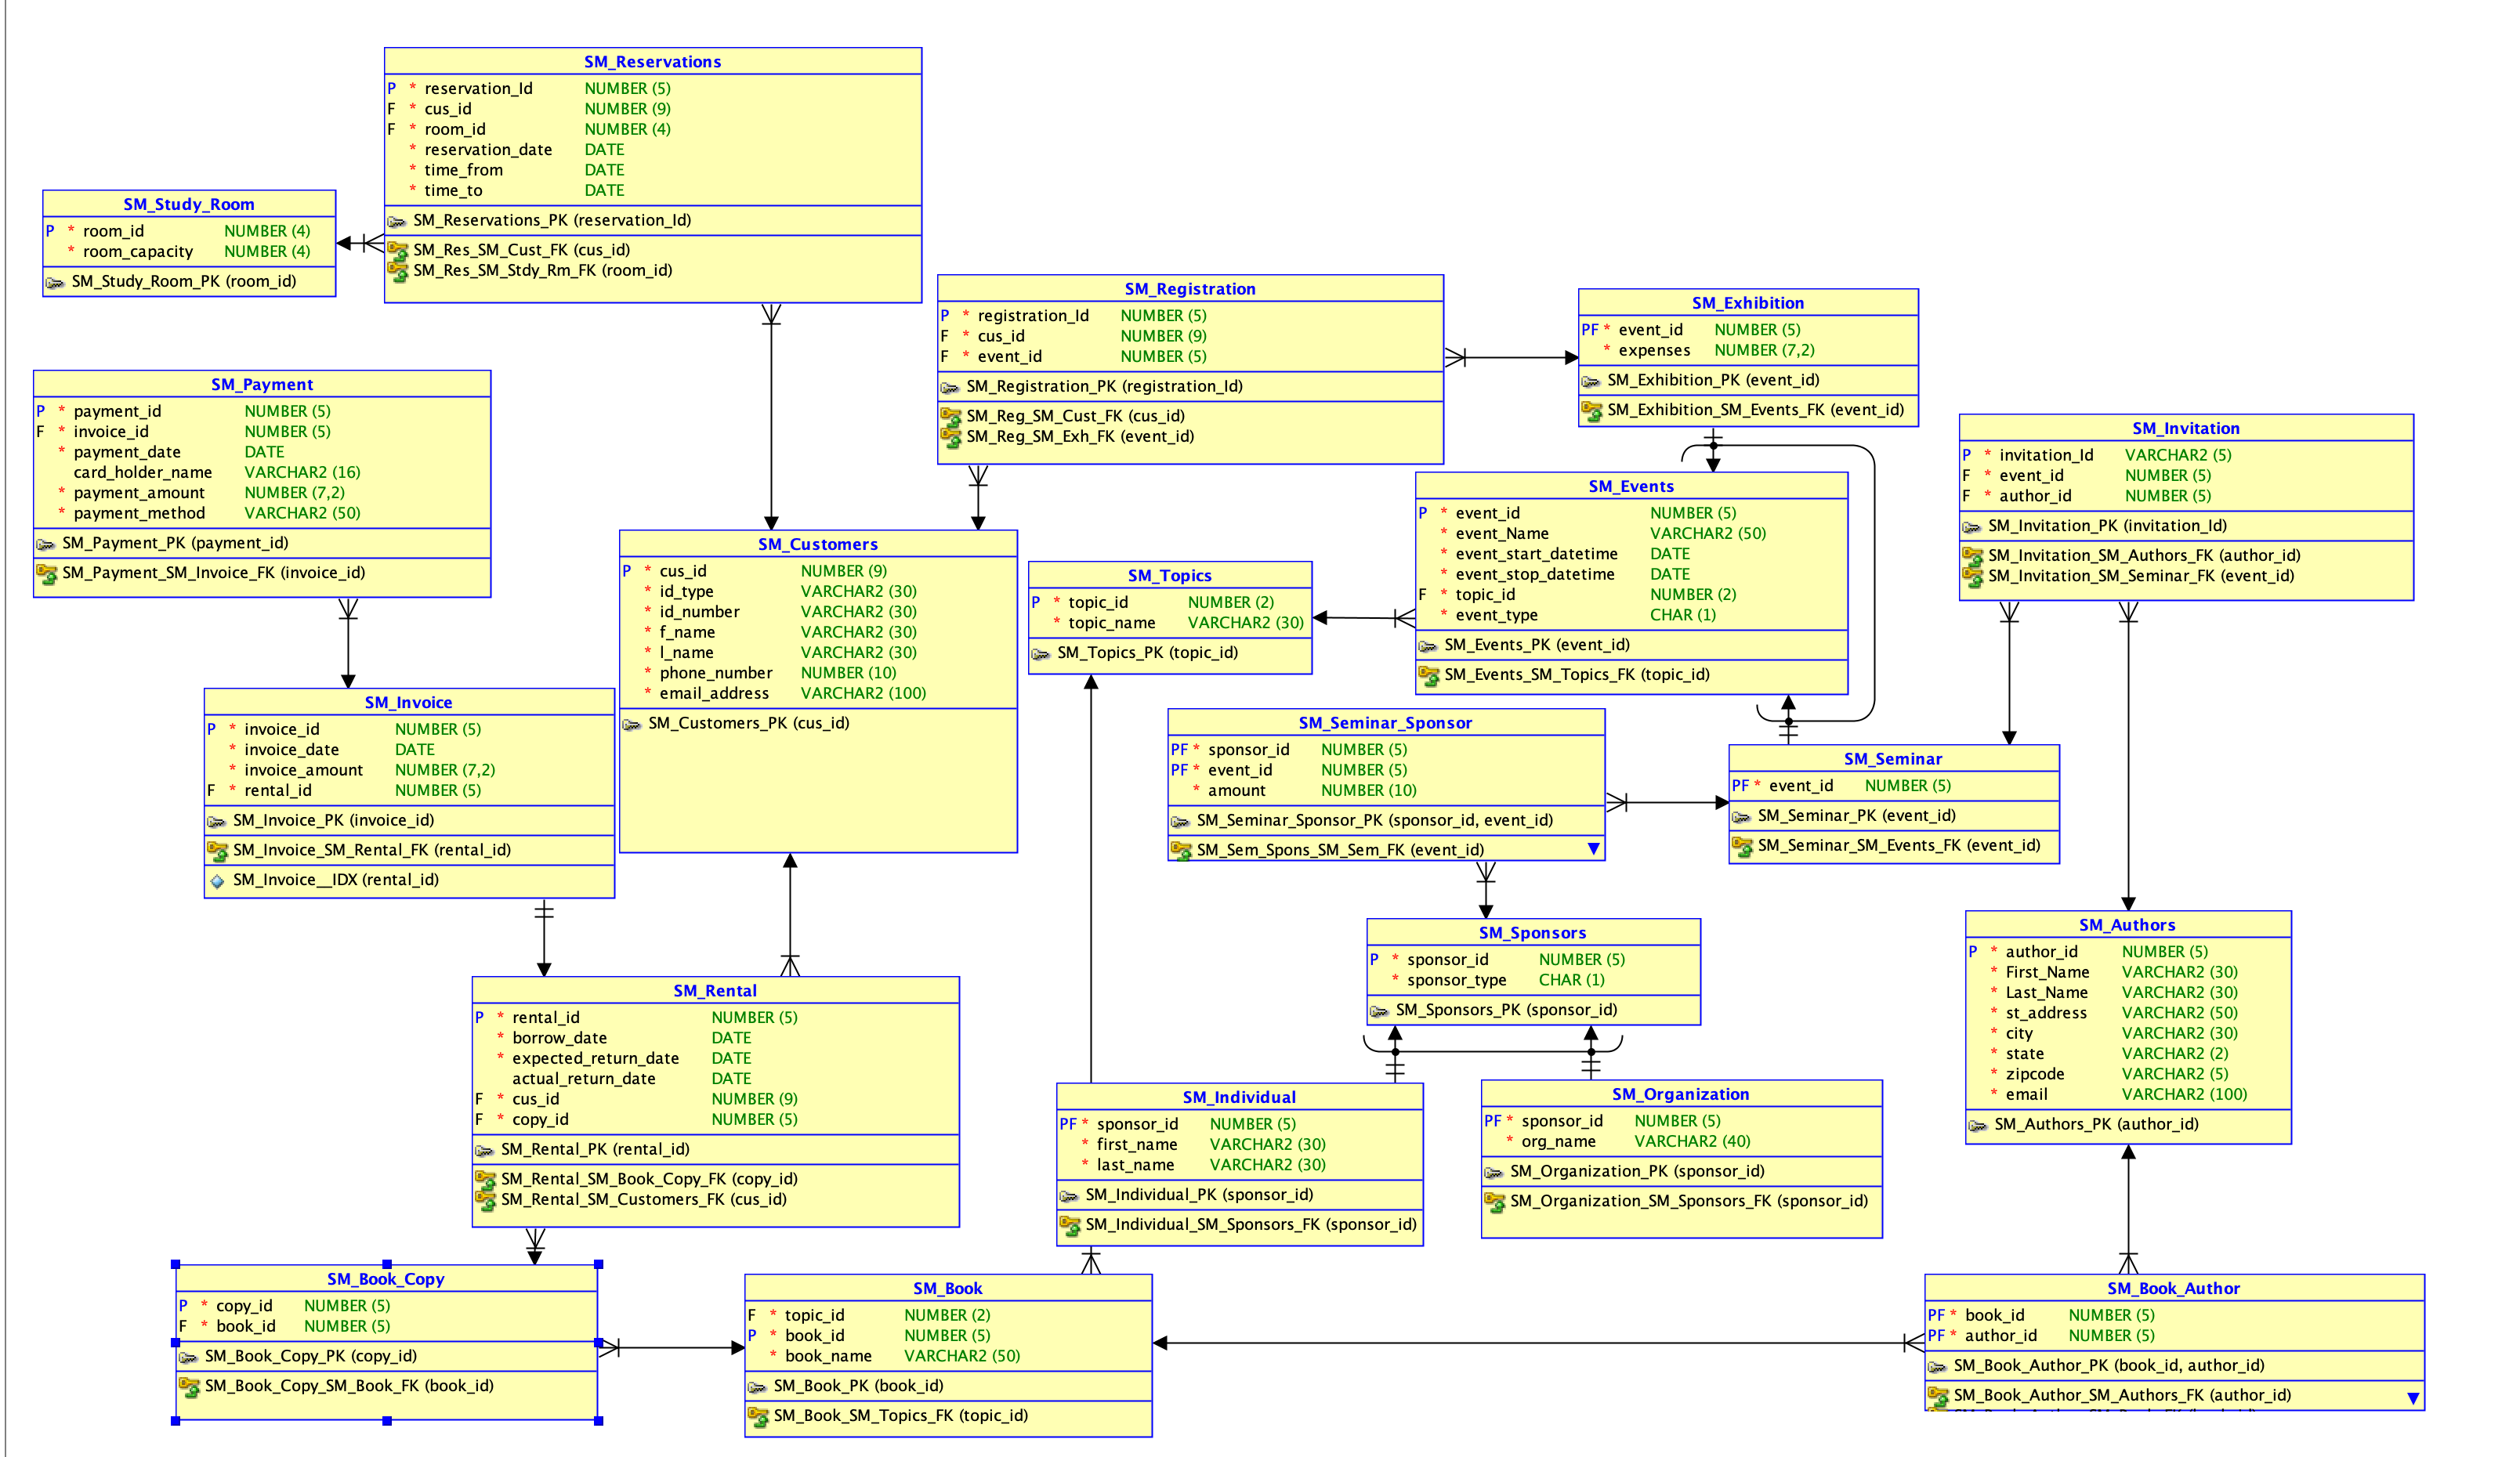 SM_Reservations
P * reservation_Id NUMBER (5)
F * cus_id NUMBER (9)
F * room_id NUMBER (4)
* reservation_date DATE
* time_from DATE
* time_to DATE
SM_Reservations_PK (reservation_Id)
SM_Res_SM_Cust_FK (cus_id)
SM_Res_SM_Stdy_Rm_FK (room_id)
SM_Study_Room
P * room_id NUMBER (4)
* room_capacity NUMBER (4)
SM_Study_Room_PK (room_id)
SM_Registration
P * registration_Id NUMBER (5)
F * cus_id NUMBER (9)
F * event_id NUMBER (5)
SM_Registration_PK (registration_Id)
SM_Reg_SM_Cust_FK (cus_id)
SM_Reg_SM_Exh_FK (event_id)
SM_Exhibition
PF * event_id NUMBER (5)
* expenses NUMBER (7,2)
SM_Exhibition_PK (event_id)
SM_Exhibition_SM_Events_FK (event_id)
SM_Payment
P * payment_id NUMBER (5)
F * invoice_id NUMBER (5)
* payment_date DATE
card_holder_name VARCHAR2 (16)
* payment_amount NUMBER (7,2)
* payment_method VARCHAR2 (50)
SM_Payment_PK (payment_id)
SM_Payment_SM_Invoice_FK (invoice_id)
SM_Invitation
P * invitation_Id VARCHAR2 (5)
F * event_id NUMBER (5)
F * author_id NUMBER (5)
SM_Invitation_PK (invitation_Id)
SM_Invitation_SM_Authors_FK (author_id)
SM_Invitation_SM_Seminar_FK (event_id)
SM_Events
P * event_id NUMBER (5)
* event_Name VARCHAR2 (50)
* event_start_datetime DATE
* event_stop_datetime DATE
F * topic_id NUMBER (2)
* event_type CHAR (1)
SM_Events_PK (event_id)
SM_Events_SM_Topics_FK (topic_id)
SM_Customers
P * cus_id NUMBER (9)
* id_type VARCHAR2 (30)
* id_number VARCHAR2 (30)
* f_name VARCHAR2 (30)
* l_name VARCHAR2 (30)
* phone_number NUMBER (10)
* email_address VARCHAR2 (100)
SM_Customers_PK (cus_id)
SM_Topics
P * topic_id NUMBER (2)
* topic_name VARCHAR2 (30)
SM_Topics_PK (topic_id)
SM_Invoice
P * invoice_id NUMBER (5)
* invoice_date DATE
* invoice_amount NUMBER (7,2)
F * rental_id NUMBER (5)
SM_Invoice_PK (invoice_id)
SM_Invoice_SM_Rental_FK (rental_id)
SM_Invoice__IDX (rental_id)
SM_Seminar_Sponsor
PF * sponsor_id NUMBER (5)
PF * event_id NUMBER (5)
* amount NUMBER (10)
SM_Seminar_Sponsor_PK (sponsor_id, event_id)
SM_Sem_Spons_SM_Sem_FK (event_id)
SM_Seminar
PF * event_id NUMBER (5)
SM_Seminar_PK (event_id)
SM_Seminar_SM_Events_FK (event_id)
SM_Sponsors
P * sponsor_id NUMBER (5)
* sponsor_type CHAR (1)
SM_Sponsors_PK (sponsor_id)
SM_Authors
P * author_id NUMBER (5)
* First_Name VARCHAR2 (30)
* Last_Name VARCHAR2 (30)
* st_address VARCHAR2 (50)
* city VARCHAR2 (30)
* state VARCHAR2 (2)
* zipcode VARCHAR2 (5)
* email VARCHAR2 (100)
SM_Authors_PK (author_id)
SM_Rental
P * rental_id NUMBER (5)
* borrow_date DATE
* expected_return_date DATE
actual_return_date DATE
F * cus_id NUMBER (9)
F * copy_id NUMBER (5)
SM_Rental_PK (rental_id)
SM_Rental_SM_Book_Copy_FK (copy_id)
SM_Rental_SM_Customers_FK (cus_id)
SM_Individual
PF * sponsor_id NUMBER (5)
* first_name VARCHAR2 (30)
* last_name VARCHAR2 (30)
SM_Individual_PK (sponsor_id)
SM_Individual_SM_Sponsors_FK (sponsor_id)
SM_Organization
PF * sponsor_id NUMBER (5)
* org_name VARCHAR2 (40)
SM_Organization_PK (sponsor_id)
SM_Organization_SM_Sponsors_FK (sponsor_id)
SM_Book_Copy
P * copy_id NUMBER (5)
F * book_id NUMBER (5)
SM_Book_Copy_PK (copy_id)
SM_Book_Copy_SM_Book_FK (book_id)
SM_Book
F * topic_id NUMBER (2)
P * book_id NUMBER (5)
* book_name VARCHAR2 (50)
SM_Book_PK (book_id)
SM_Book_SM_Topics_FK (topic_id)
SM_Book_Author
PF * book_id NUMBER (5)
PF * author_id NUMBER (5)
SM_Book_Author_PK (book_id, author_id)
SM_Book_Author_SM_Authors_FK (author_id)